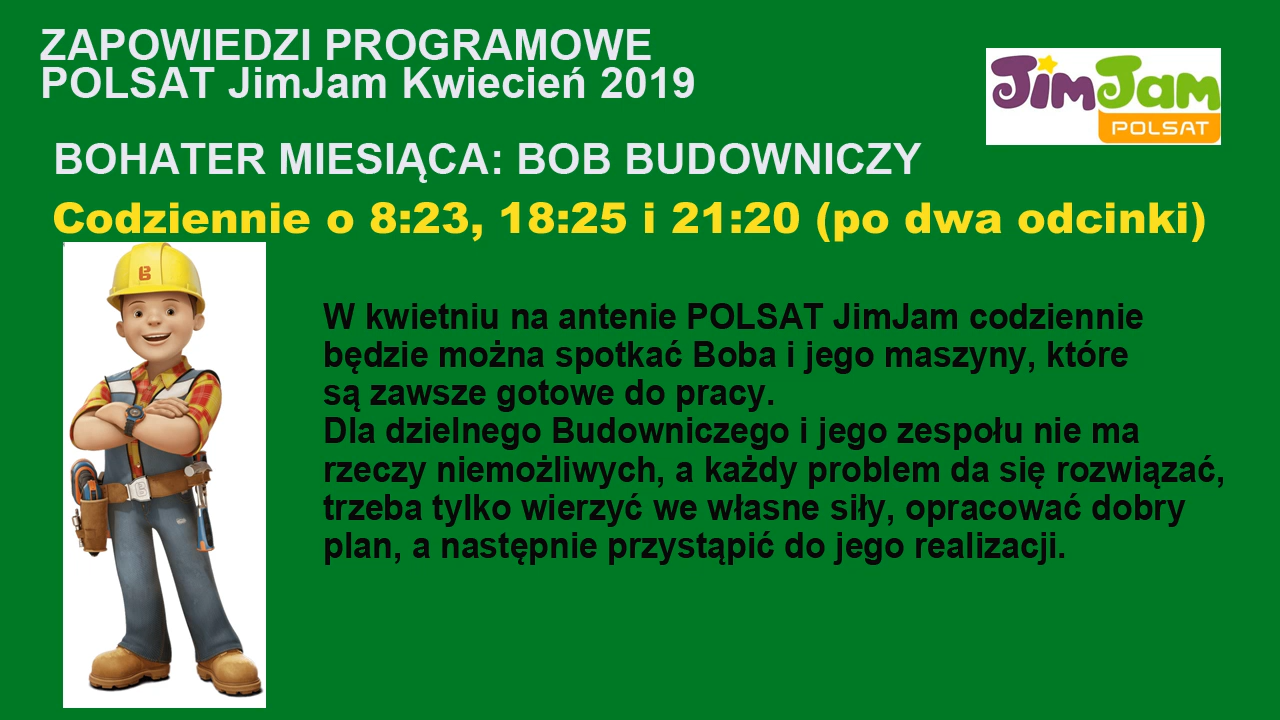 ZAPOWIEDZI PROGRAMOWE
POLSAT JimJam Kwiecień 2019
JimJam
POLSAT
BOHATER MIESIĄCA: BOB BUDOWNICZY
Codziennie o 8:23, 18:25 i 21:20 (po dwa odcinki)
B
W kwietniu na antenie POLSAT JimJam codziennie
będzie można spotkać Boba i jego maszyny, które
są zawsze gotowe do pracy.
Dla dzielnego Budowniczego i jego zespołu nie ma
rzeczy niemożliwych, a każdy problem da się rozwiązać,
trzeba tylko wierzyć we własne siły, opracować dobry
plan, a następnie przystąpić do jego realizacji.